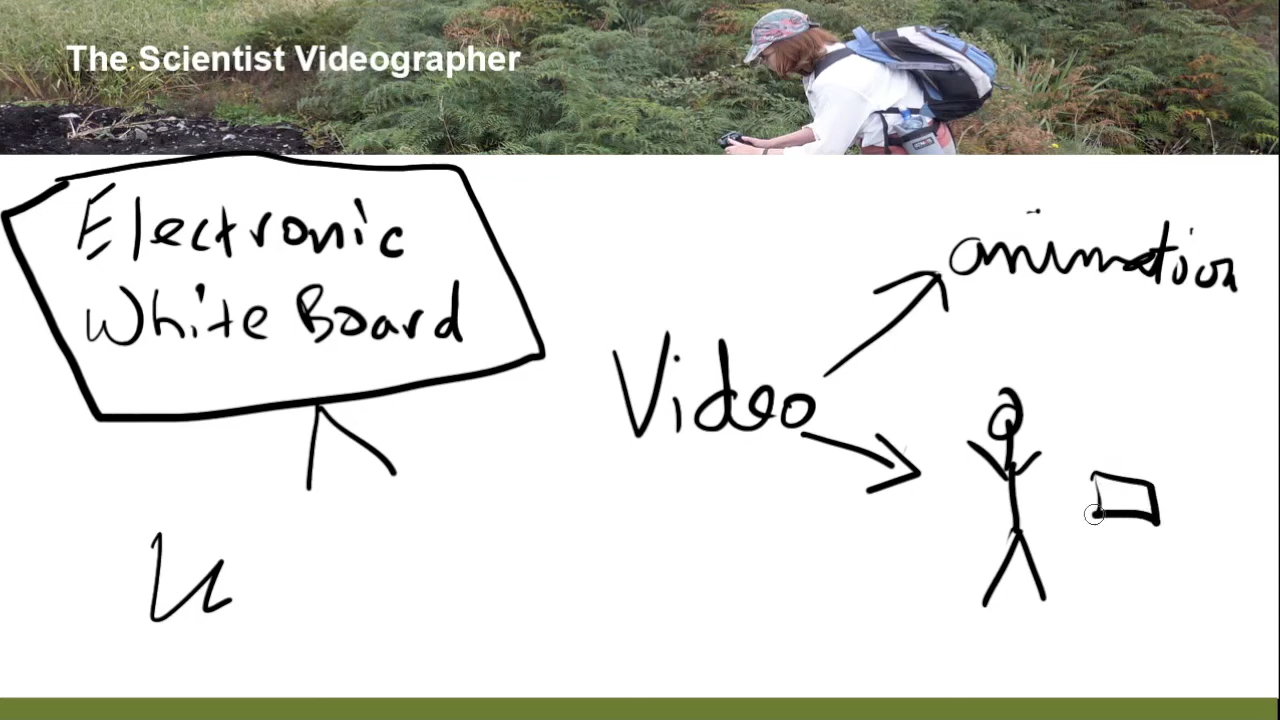 The Scientist Videographer
Electronic
White Board
Video
animation